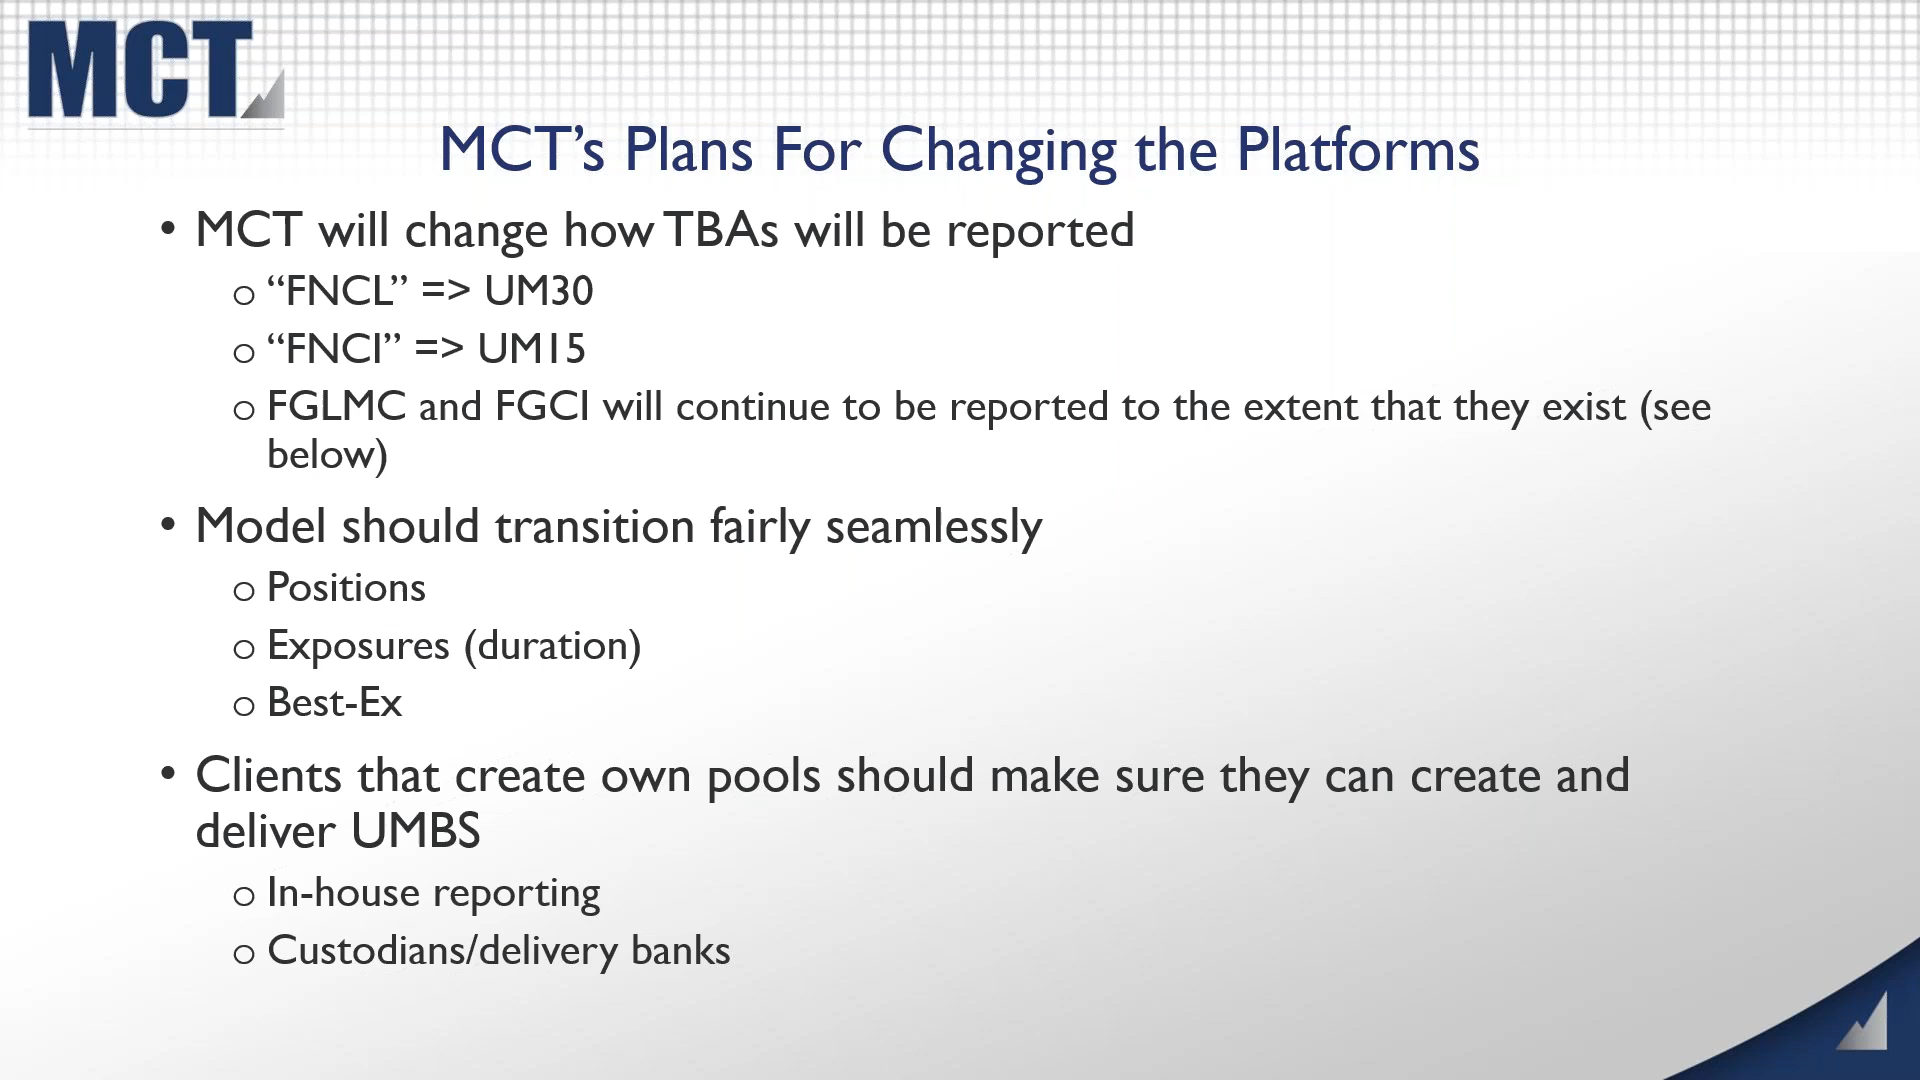 MCT
MCT’s Plans For Changing the Platforms
• MCT will change how TBAs will be reported
o “FNCL” => UM30
o “FNCI” => UM15
o FGLMC and FGCI will continue to be reported to the extent that they exist (see
below)
• Model should transition fairly seamlessly
o Positions
o Exposures (duration)
o Best-Ex
• Clients that create own pools should make sure they can create and
deliver UMBS
o In-house reporting
o Custodians/delivery banks